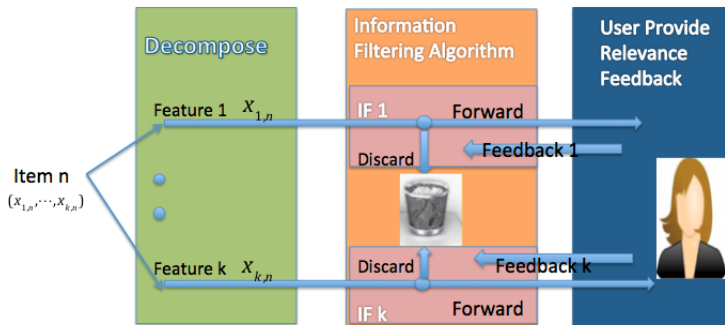 Decompose
Information
Filtering Algorithm
User Provide
Relevance
Feedback
Feature 1 X1,n
IF 1
Forward
Discard
Feedback 1
Item n
(x1,n,⋯,xk,n)
Feature k Xk,n
Discard
Feedback k
IF k
Forward